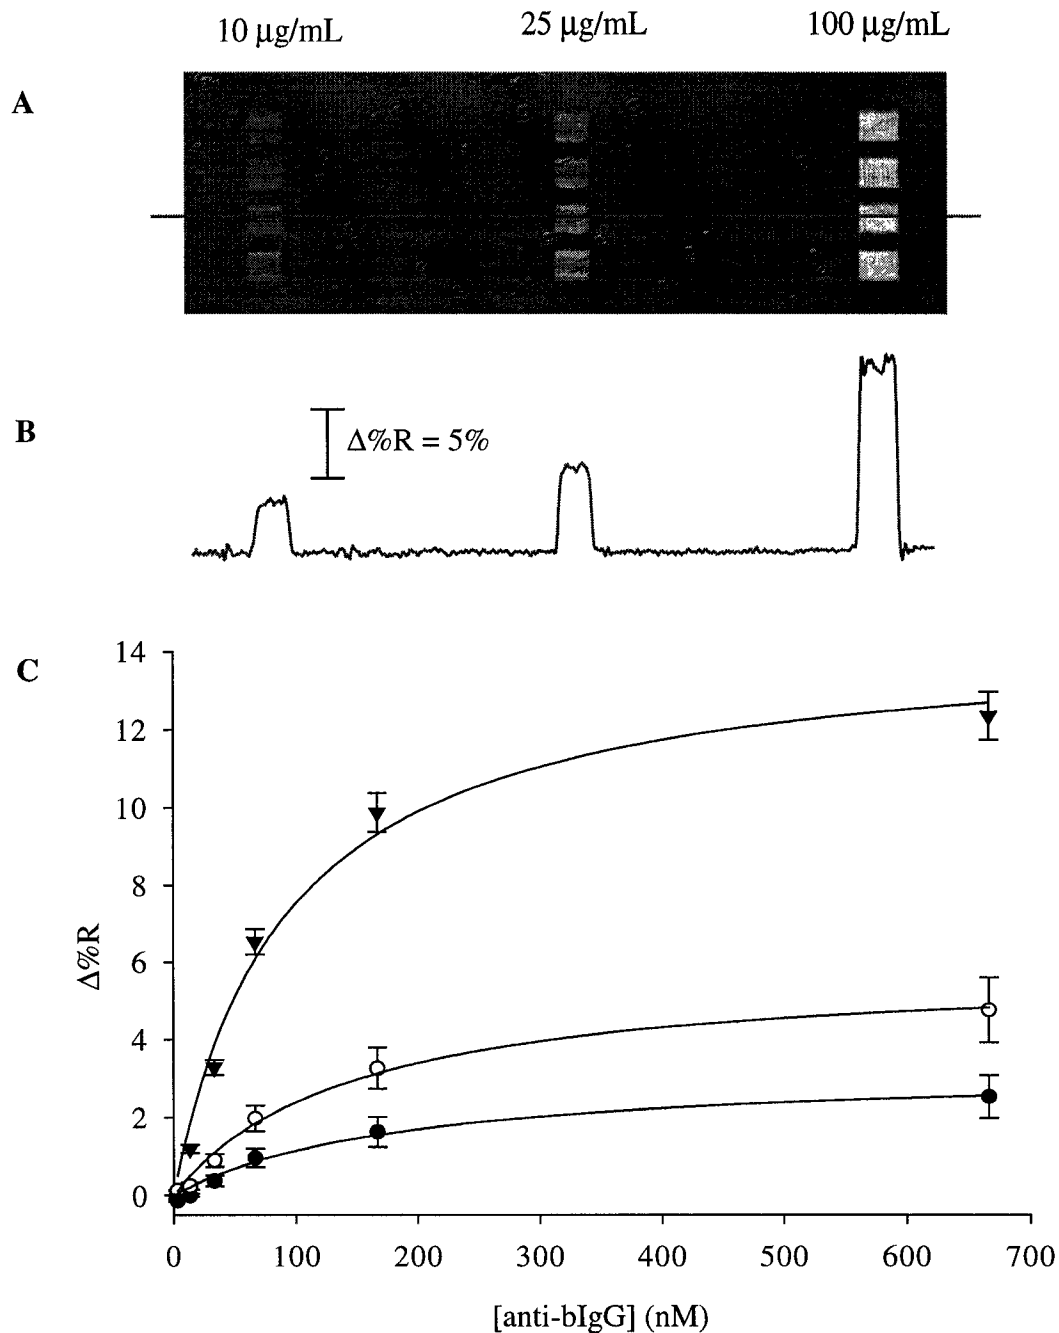 10 μg/mL 25 μg/mL 100 μg/mL
A
B
Δ%R = 5%
C
14
12
10
8
6
4
2
0
Δ%R
0 100 200 300 400 500 600 700
[anti-bIgG] (nM)